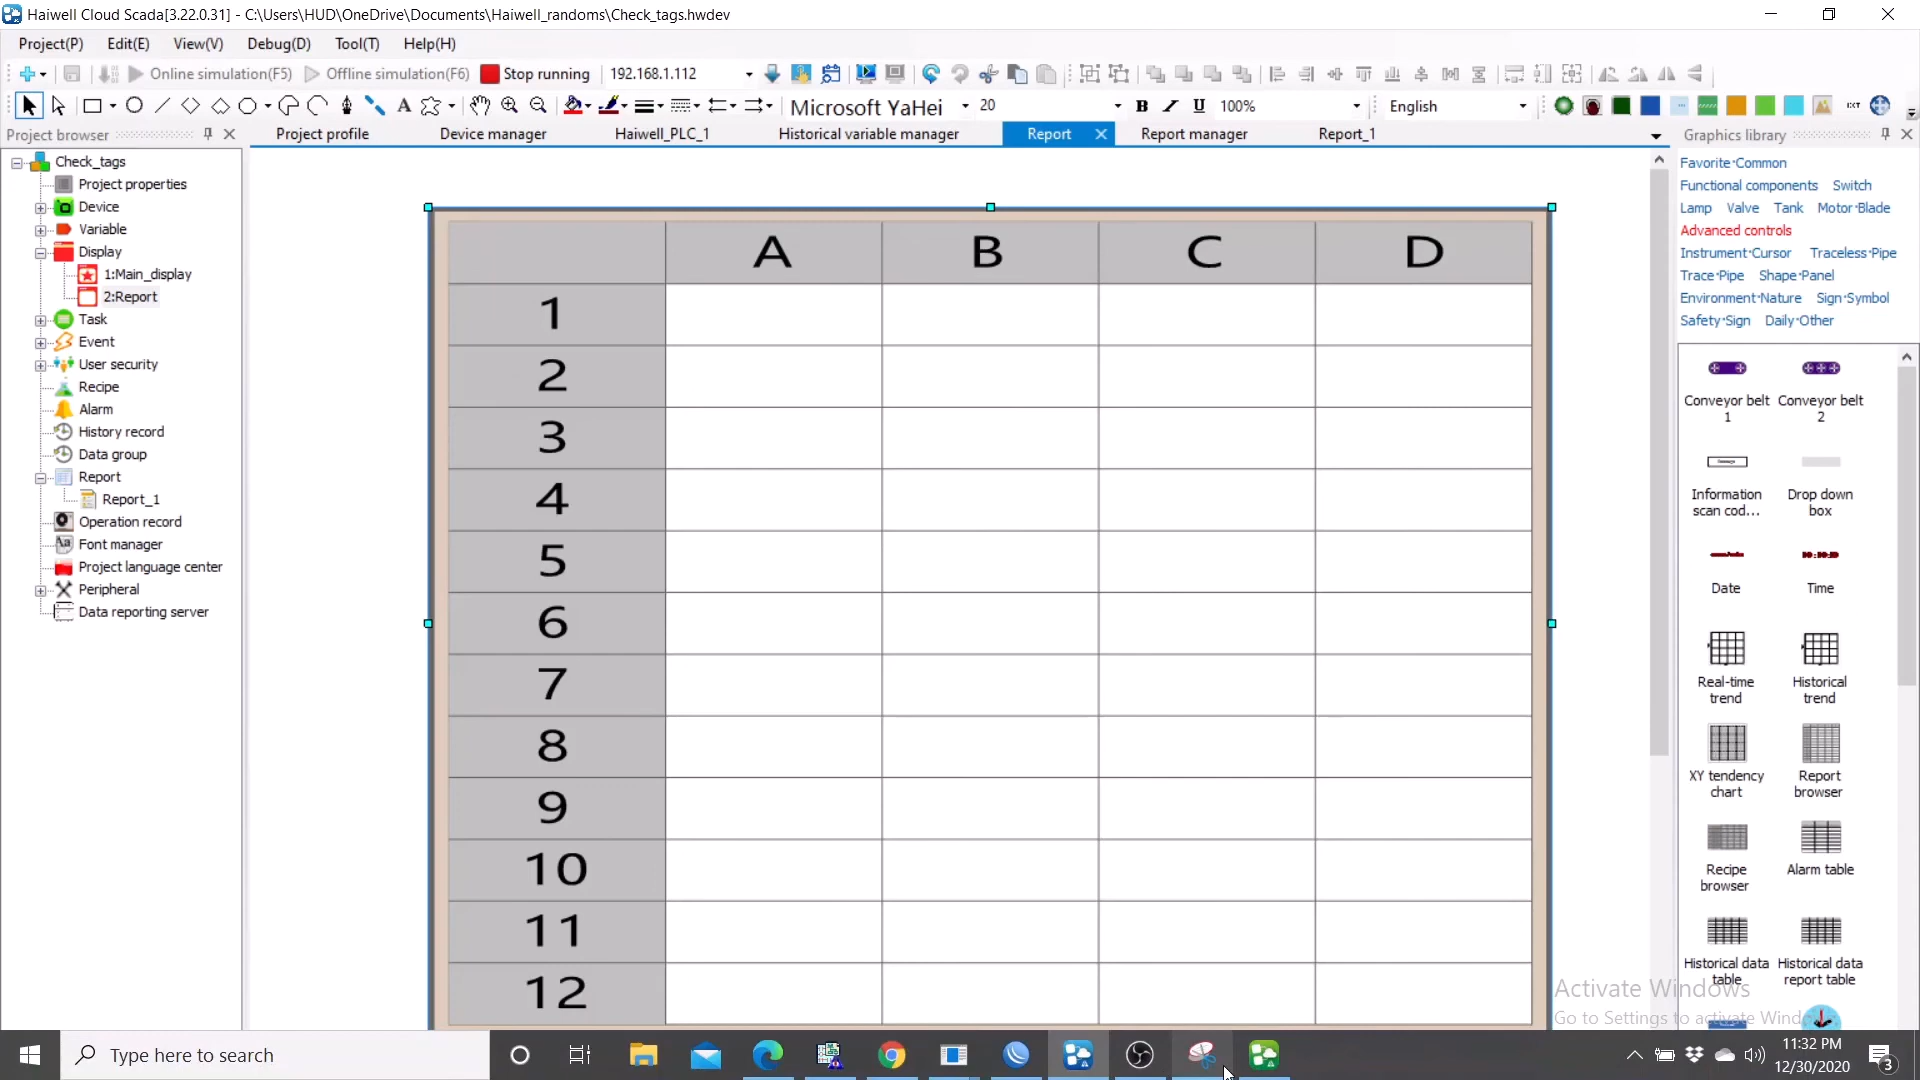 Haiwell Cloud Scada[3.22.0.31] - C:\Users\HUD\OneDrive\Documents\Haiwell_randoms\Check_tags.hwdev
Project(P) Edit(E) View(V) Debug(D) Tool(T) Help(H)
Online simulation(F5) Offline simulation(F6) Stop running 192.168.1.112
A Microsoft YaHei 20 B I U 100% English
Project browser Project profile Device manager Haiwell_PLC_1 Historical variable manager Report Report manager Report_1 Graphics library
Check_tags
Project properties
Device
Variable
Display
1:Main_display
2:Report
Task
Event
User security
Recipe
Alarm
History record
Data group
Report
Report_1
Operation record
Font manager
Project language center
Peripheral
Data reporting server
A B C D
1
2
3
4
5
6
7
8
9
10
11
12
Favorite·Common
Functional components Switch
Lamp Valve Tank Motor·Blade
Advanced controls
Instrument·Cursor Traceless·Pipe
Trace·Pipe Shape·Panel
Environment·Nature Sign·Symbol
Safety·Sign Daily·Other
Conveyor belt 1
Conveyor belt 2
Information scan cod...
Drop down box
Date
Time
Real-time trend
Historical trend
XY tendency chart
Report browser
Recipe browser
Alarm table
Historical data table
Historical data report table
Activate Windows
Go to Settings to activate Wind
Type here to search
11:32 PM
12/30/2020
3